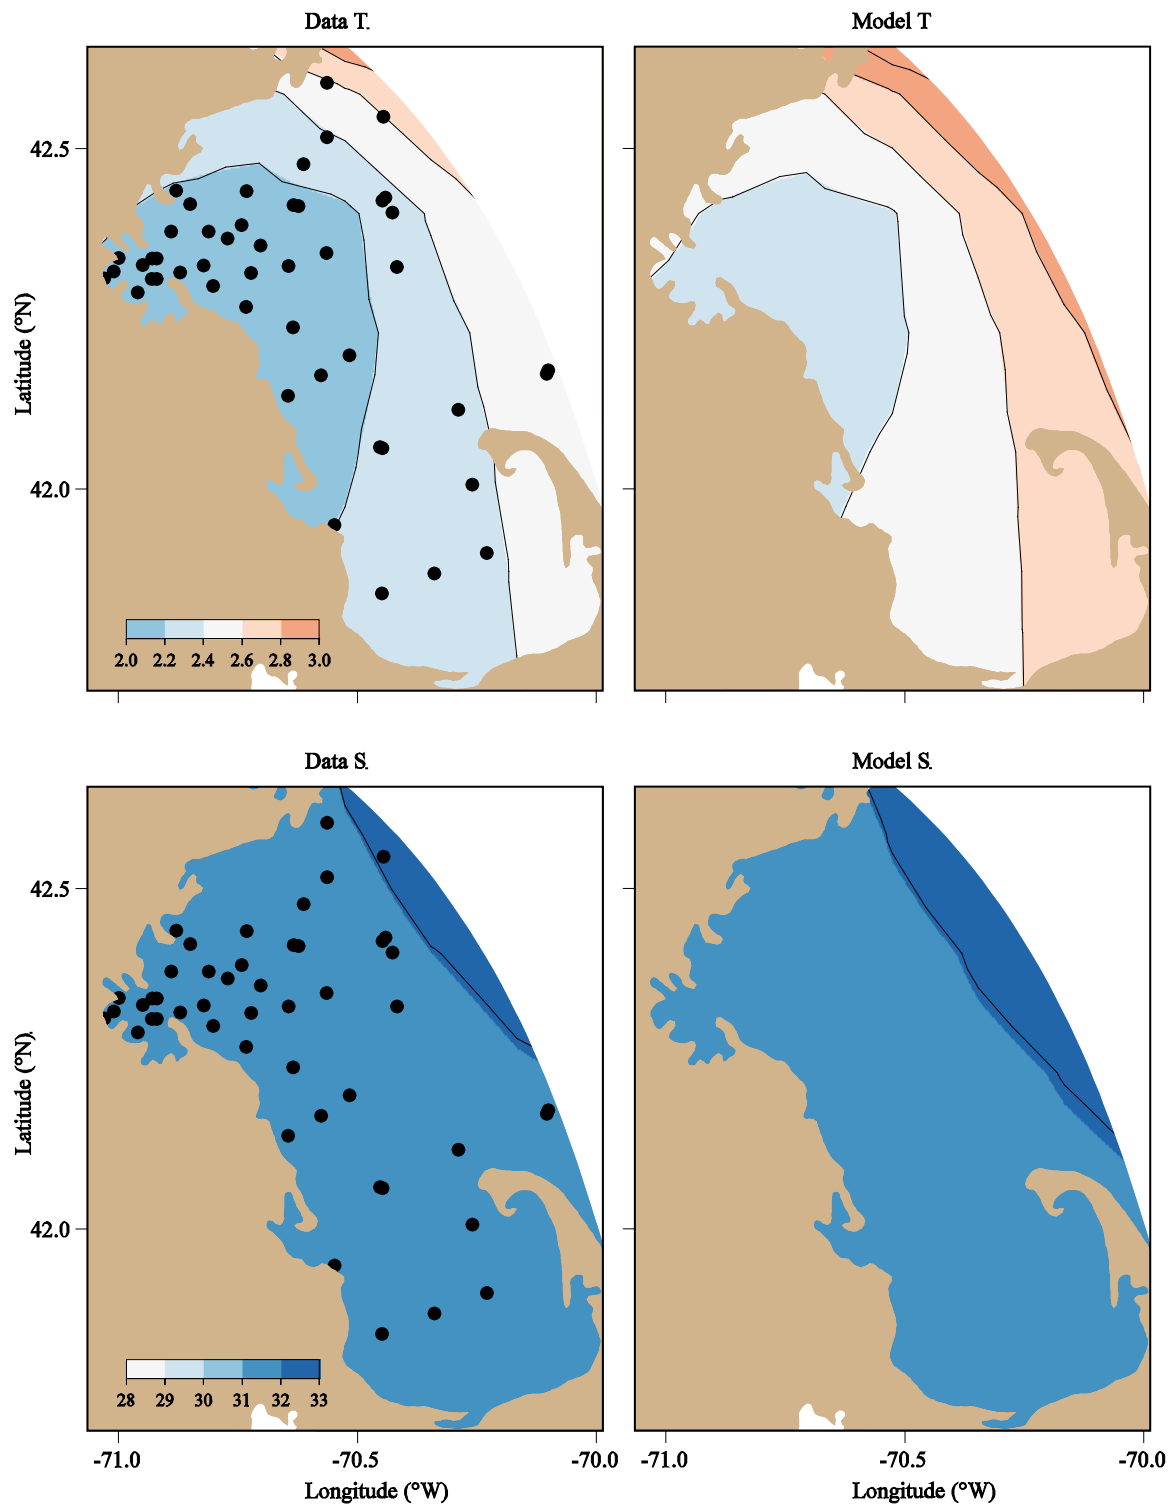 Data T.
Model T
42.5
42.0
Latitude (°N)
2.0 2.2 2.4 2.6 2.8 3.0
Data S.
Model S.
42.5
42.0
Latitude (°N)
28 29 30 31 32 33
-71.0 -70.5 -70.0
-71.0 -70.5 -70.0
Longitude (°W)
Longitude (°W)